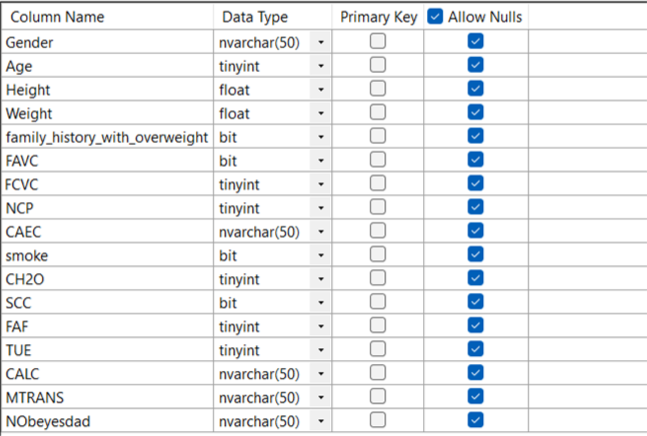 Column Name Data Type Primary Key Allow Nulls
Gender nvarchar(50)
Age tinyint
Height float
Weight float
family_history_with_overweight bit
FAVC bit
FCVC tinyint
NCP tinyint
CAEC nvarchar(50)
smoke bit
CH2O tinyint
SCC bit
FAF tinyint
TUE tinyint
CALC nvarchar(50)
MTRANS nvarchar(50)
NObeyesdad nvarchar(50)